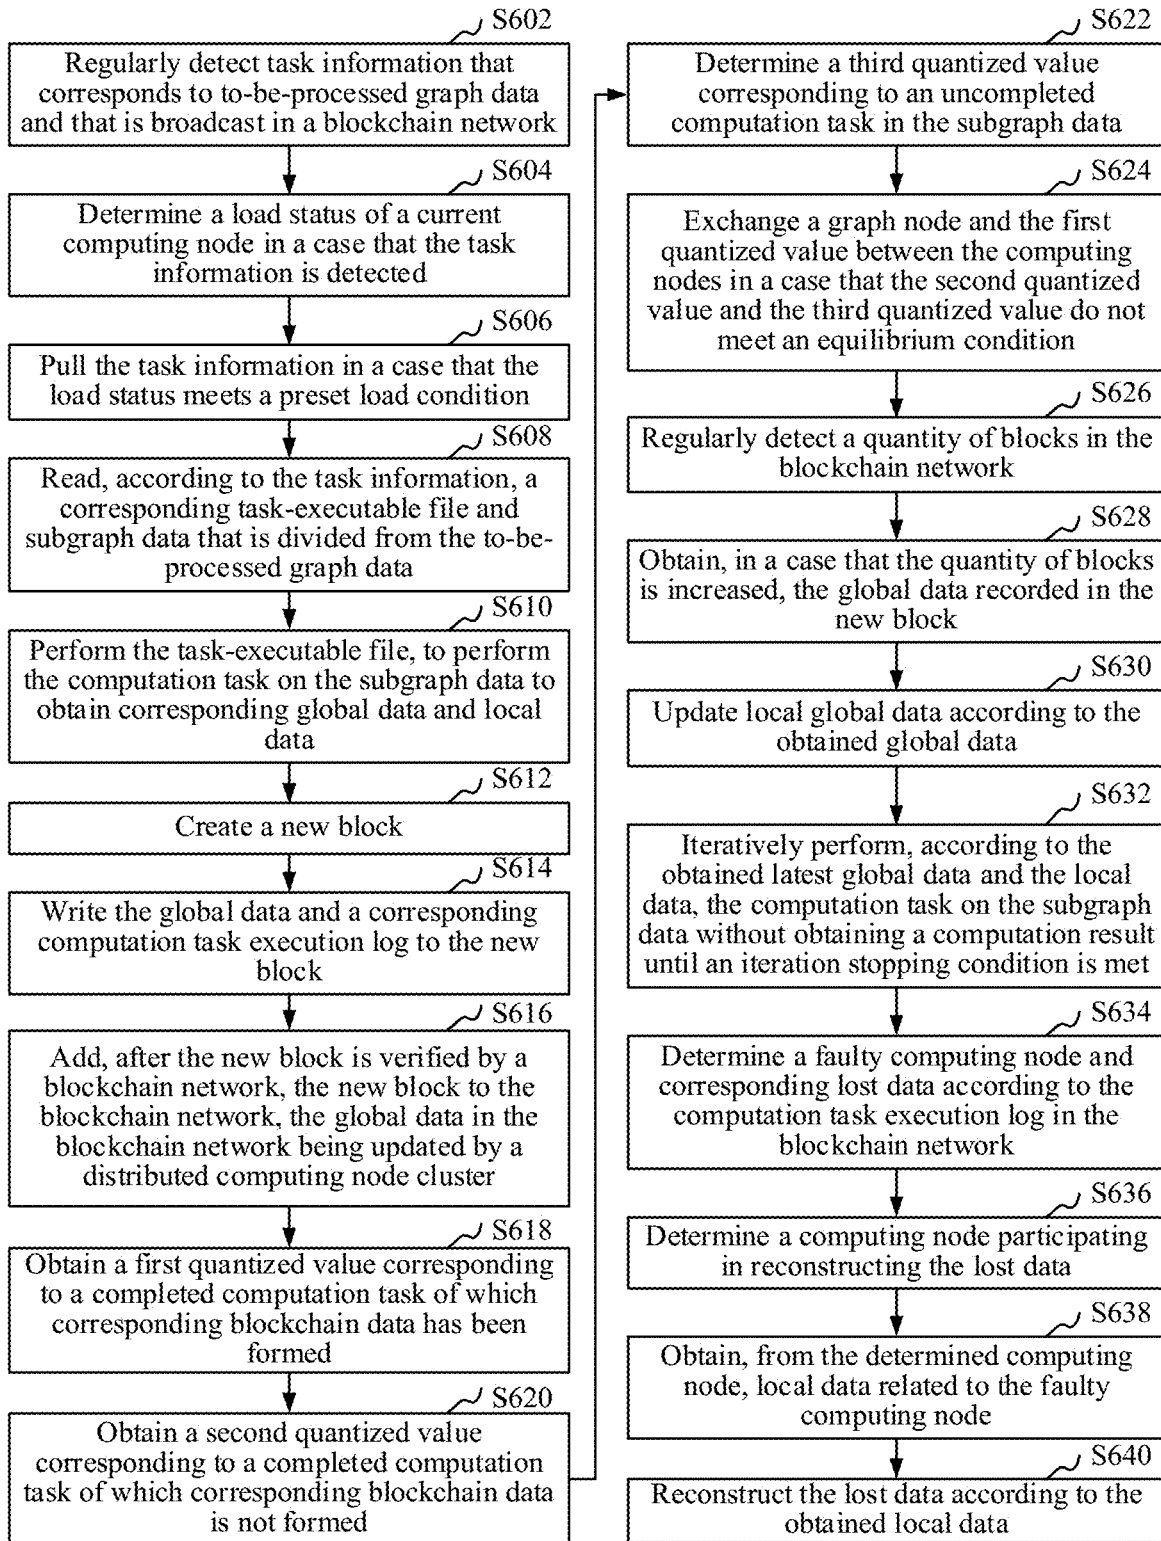 S602
Regularly detect task information that
corresponds to to-be-processed graph data
and that is broadcast in a blockchain network
S604
Determine a load status of a current
computing node in a case that the task
information is detected
S606
Pull the task information in a case that the
load status meets a preset load condition
S608
Read, according to the task information, a
corresponding task-executable file and
subgraph data that is divided from the to-be-
processed graph data
S610
Perform the task-executable file, to perform
the computation task on the subgraph data to
obtain corresponding global data and local
data
S612
Create a new block
S614
Write the global data and a corresponding
computation task execution log to the new
block
S616
Add, after the new block is verified by a
blockchain network, the new block to the
blockchain network, the global data in the
blockchain network being updated by a
distributed computing node cluster
S618
Obtain a first quantized value corresponding
to a completed computation task of which
corresponding blockchain data has been
formed
S620
Obtain a second quantized value
corresponding to a completed computation
task of which corresponding blockchain data
is not formed
S622
Determine a third quantized value
corresponding to an uncompleted
computation task in the subgraph data
S624
Exchange a graph node and the first
quantized value between the computing
nodes in a case that the second quantized
value and the third quantized value do not
meet an equilibrium condition
S626
Regularly detect a quantity of blocks in the
blockchain network
S628
Obtain, in a case that the quantity of blocks
is increased, the global data recorded in the
new block
S630
Update local global data according to the
obtained global data
S632
Iteratively perform, according to the
obtained latest global data and the local
data, the computation task on the subgraph
data without obtaining a computation result
until an iteration stopping condition is met
S634
Determine a faulty computing node and
corresponding lost data according to the
computation task execution log in the
blockchain network
S636
Determine a computing node participating
in reconstructing the lost data
S638
Obtain, from the determined computing
node, local data related to the faulty
computing node
S640
Reconstruct the lost data according to the
obtained local data